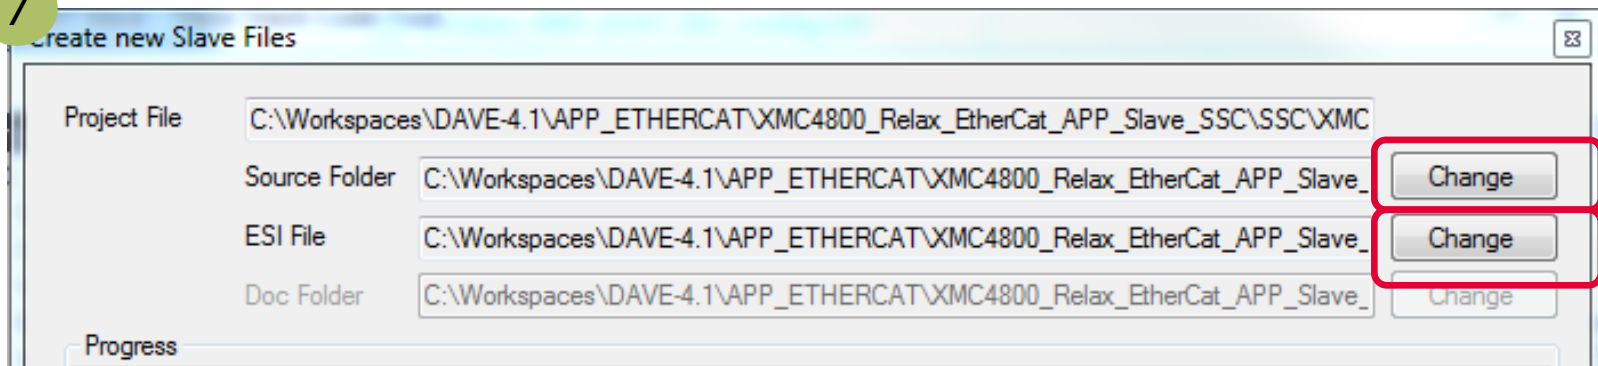 7
Create new Slave Files
Project File C:\Workspaces\DAVE-4.1\APP_ETHERCAT\XMC4800_Relax_EtherCat_APP_Slave_SSC\SSC\XMC
Source Folder C:\Workspaces\DAVE-4.1\APP_ETHERCAT\XMC4800_Relax_EtherCat_APP_Slave_ Change
ESI File C:\Workspaces\DAVE-4.1\APP_ETHERCAT\XMC4800_Relax_EtherCat_APP_Slave_ Change
Doc Folder C:\Workspaces\DAVE-4.1\APP_ETHERCAT\XMC4800_Relax_EtherCat_APP_Slave_ Change
Progress